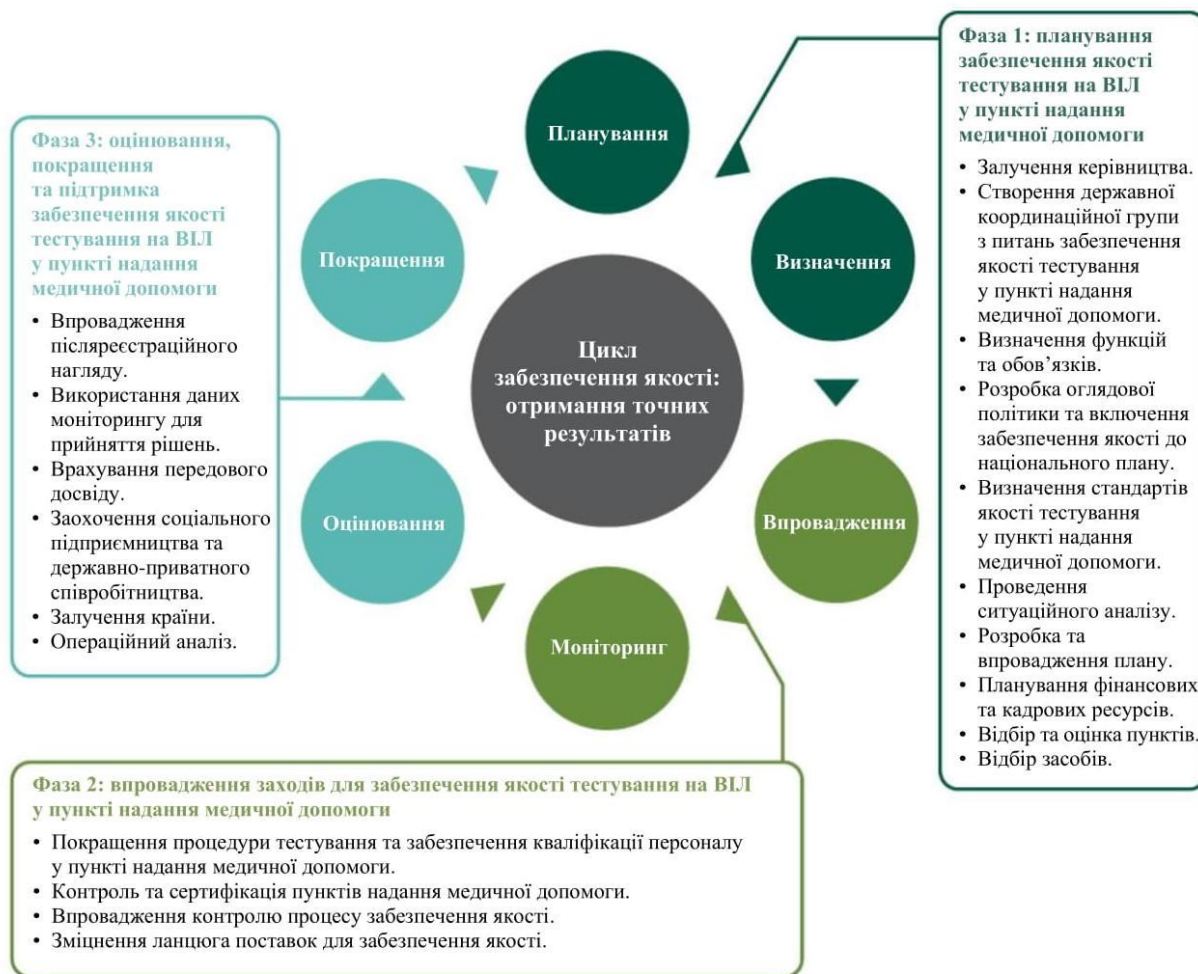 Фаза 1: планування
забезпечення якості
тестування на ВІЛ
у пункті надання
медичної допомоги
• Залучення керівництва.
• Створення державної
координаційної групи
з питань забезпечення
якості тестування
у пункті надання
медичної допомоги.
• Визначення функцій
та обов’язків.
• Розробка оглядової
політики та включення
забезпечення якості до
національного плану.
• Визначення стандартів
якості тестування
у пункті надання
медичної допомоги.
• Проведення
ситуаційного аналізу.
• Розробка та
впровадження плану.
• Планування фінансових
та кадрових ресурсів.
• Відбір та оцінка пунктів.
• Відбір засобів.
Планування
Визначення
Впровадження
Моніторинг
Оцінювання
Покращення
Цикл
забезпечення якості:
отримання точних
результатів
Фаза 3: оцінювання,
покращення
та підтримка
забезпечення якості
тестування на ВІЛ
у пункті надання
медичної допомоги
• Впровадження
післяреєстраційного
нагляду.
• Використання даних
моніторингу для
прийняття рішень.
• Врахування передового
досвіду.
• Заохочення соціального
підприємництва та
державно-приватного
співробітництва.
• Залучення країни.
• Операційний аналіз.
Фаза 2: впровадження заходів для забезпечення якості тестування на ВІЛ
у пункті надання медичної допомоги
• Покращення процедури тестування та забезпечення кваліфікації персоналу
у пункті надання медичної допомоги.
• Контроль та сертифікація пунктів надання медичної допомоги.
• Впровадження контролю процесу забезпечення якості.
• Зміцнення ланцюга поставок для забезпечення якості.